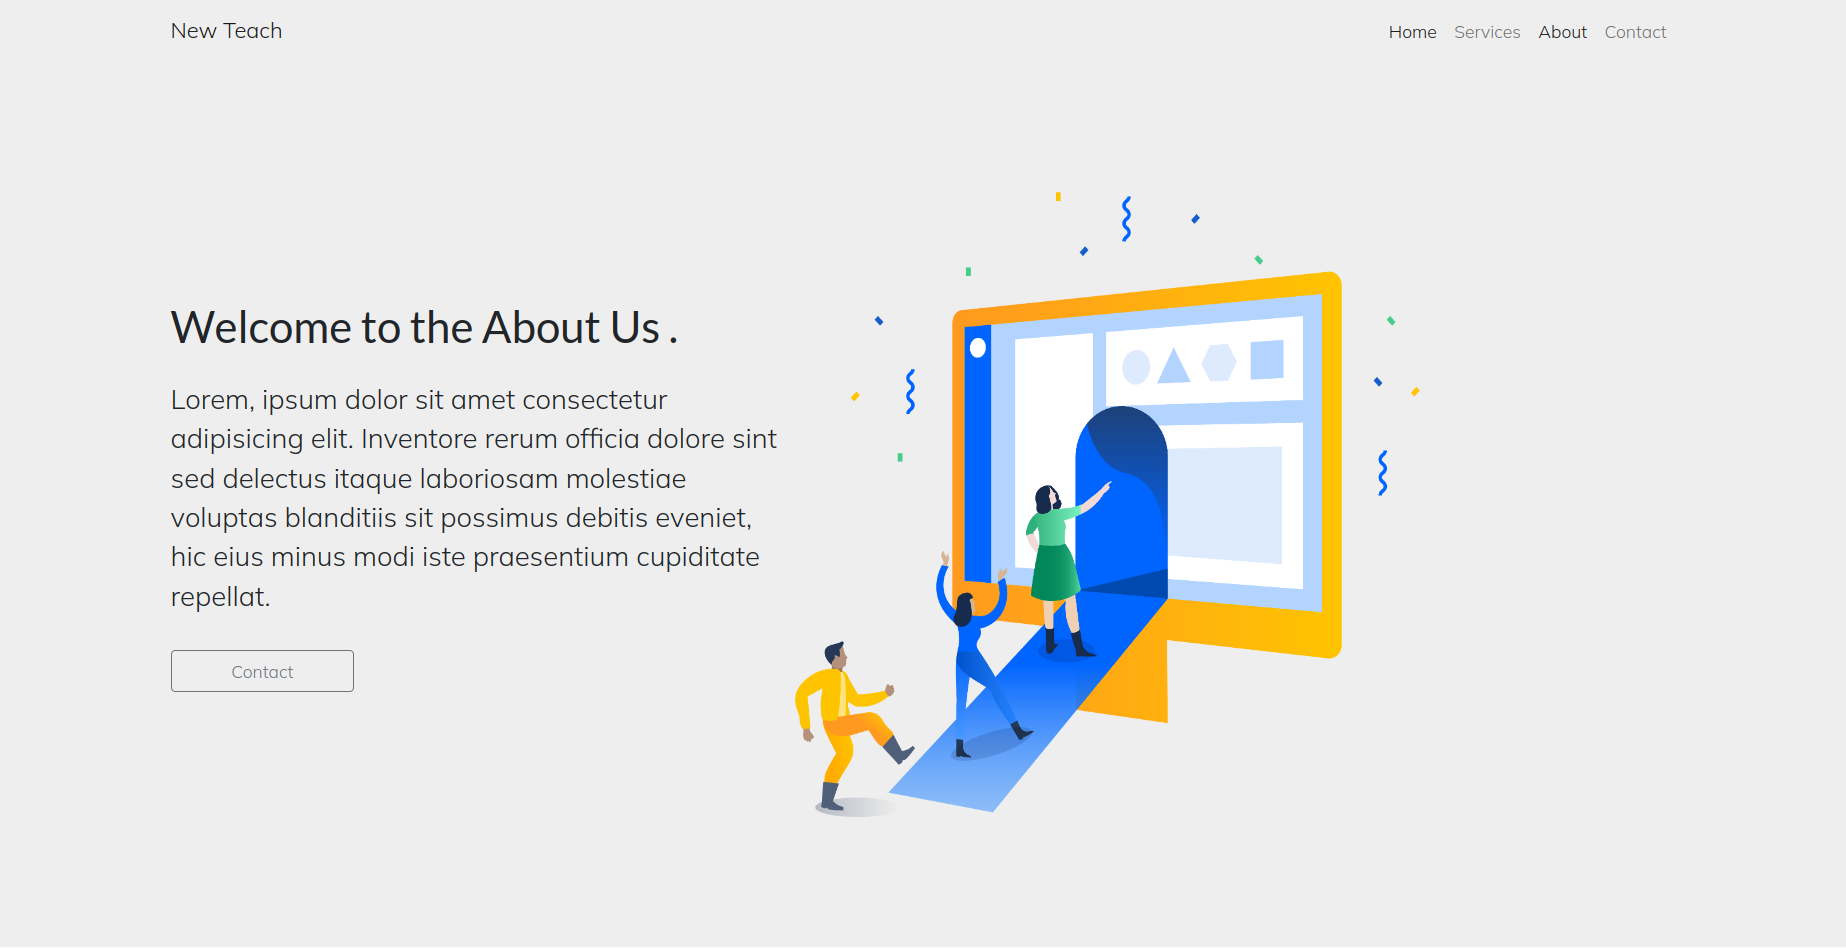 New Teach
Home Services About Contact
Welcome to the About Us .
Lorem, ipsum dolor sit amet consectetur
adipisicing elit. Inventore rerum officia dolore sint
sed delectus itaque laboriosam molestiae
voluptas blanditiis sit possimus debitis eveniet,
hic eius minus modi iste praesentium cupiditate
repellat.
Contact